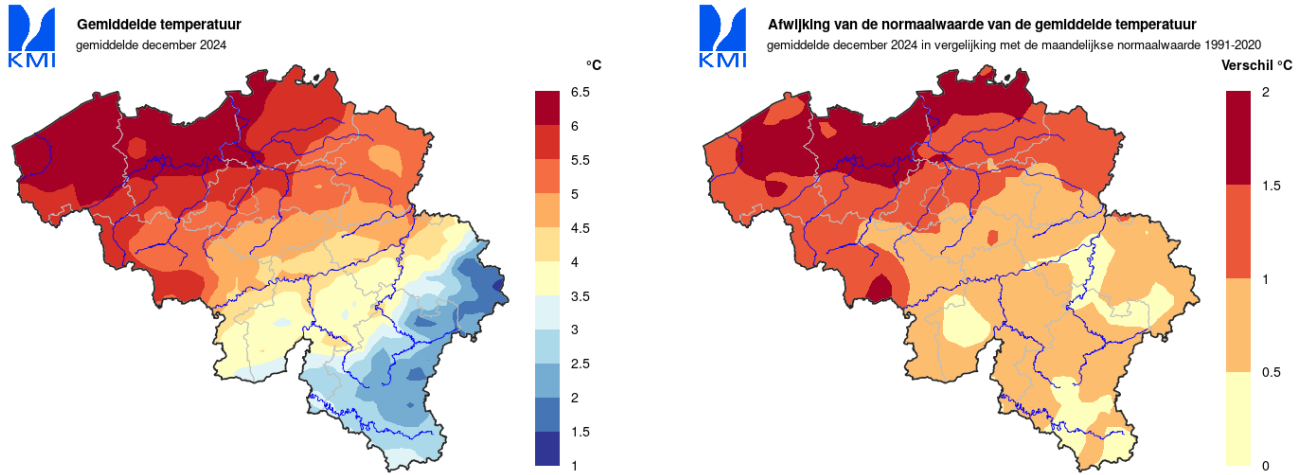 KMI
Gemiddelde temperatuur
gemiddelde december 2024
°C
6.5
6
5.5
5
4.5
4
3.5
3
2.5
2
1.5
1
KMI
Afwijking van de normaalwaarde van de gemiddelde temperatuur
gemiddelde december 2024 in vergelijking met de maandelijkse normaalwaarde 1991-2020
Verschil °C
2
1.5
1
0.5
0